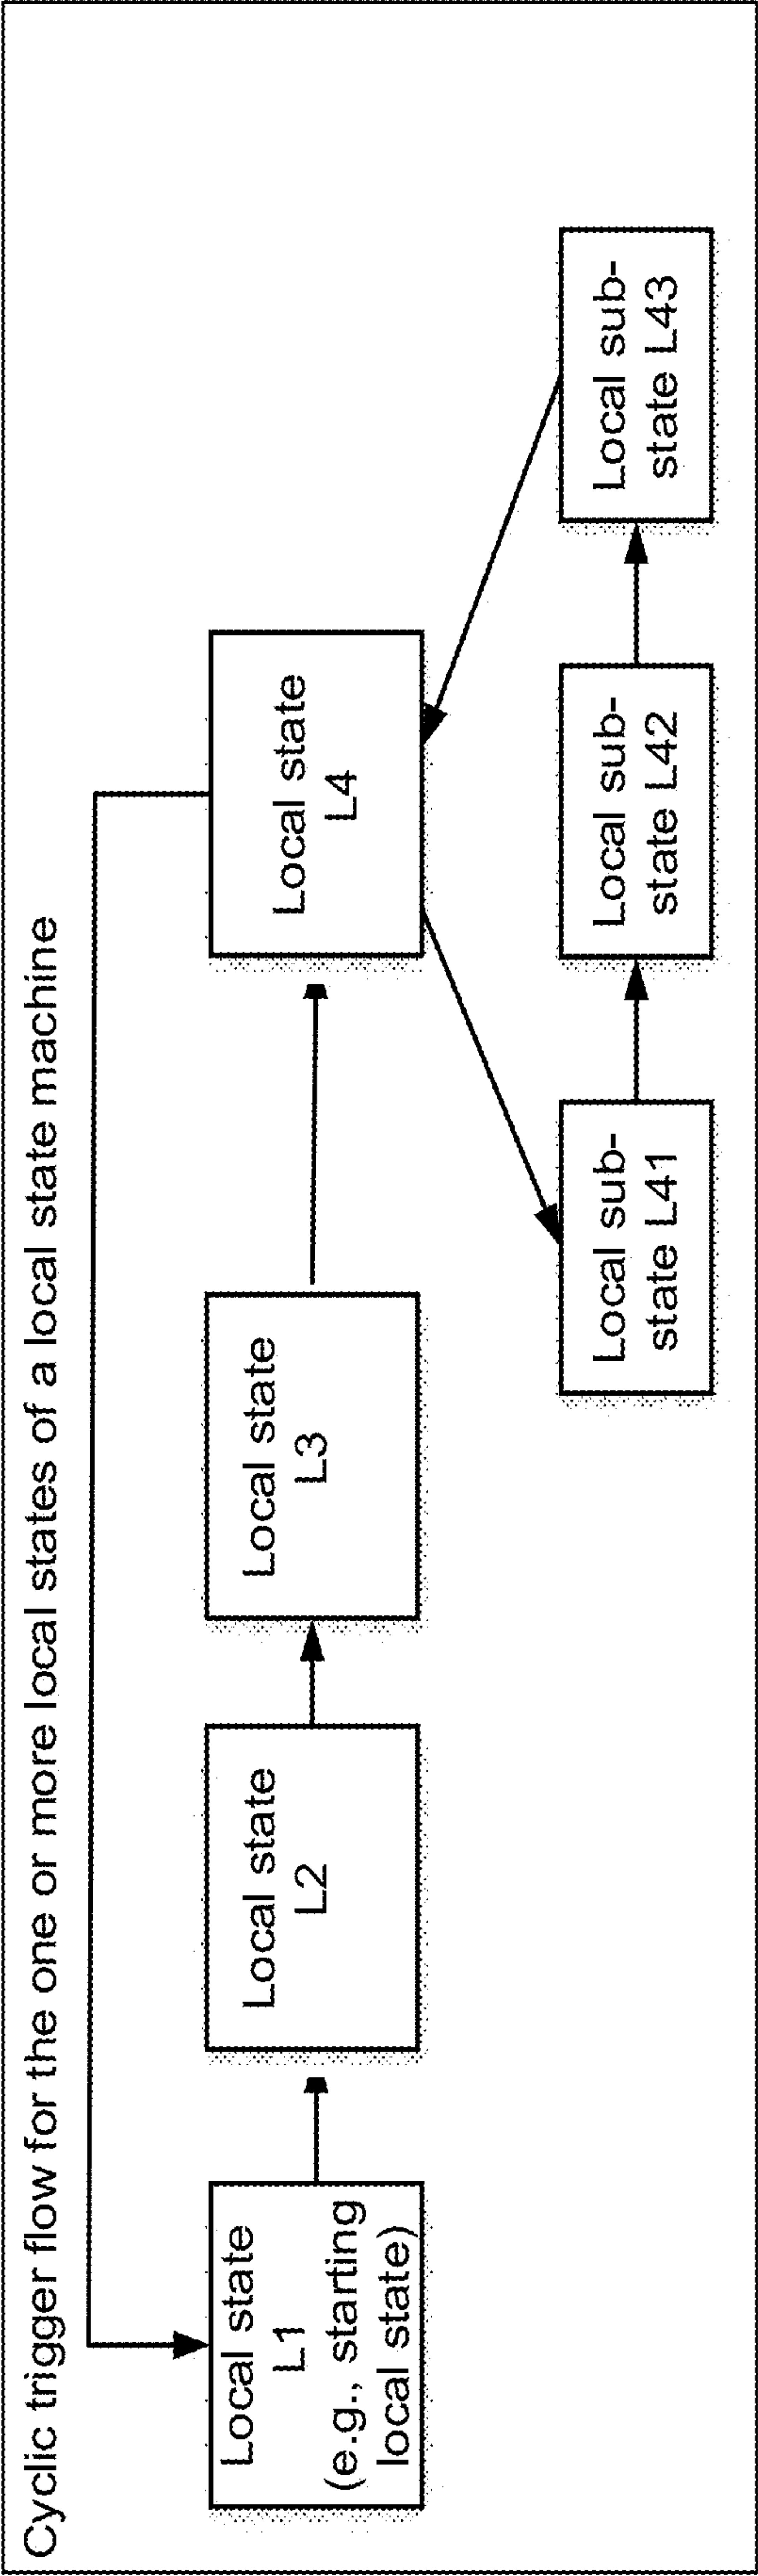 Cyclic trigger flow for the one or more local states of a local state machine
Local state
L1
(e.g., starting
local state)
Local state
L2
Local state
L3
Local state
L4
Local sub-
state L41
Local sub-
state L42
Local sub-
state L43